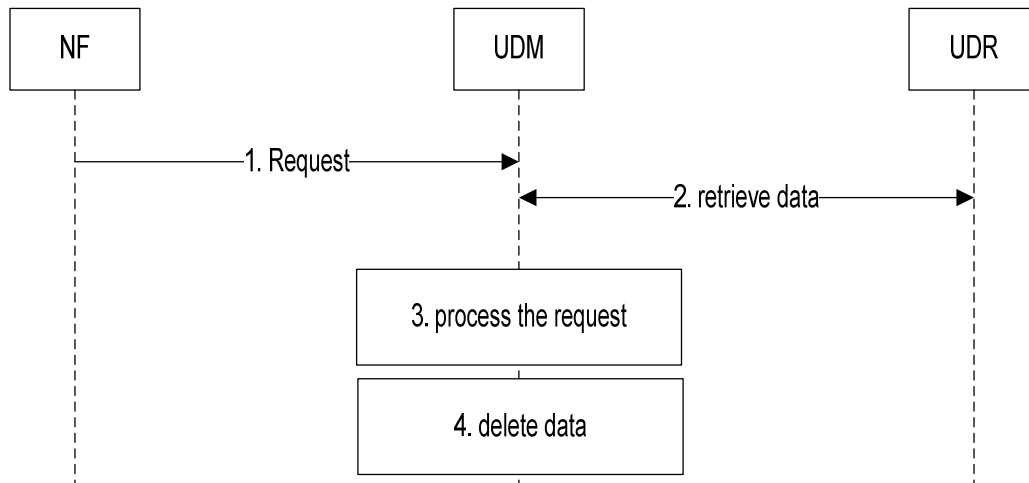 NF
UDM
UDR
1. Request
2. retrieve data
3. process the request
4. delete data